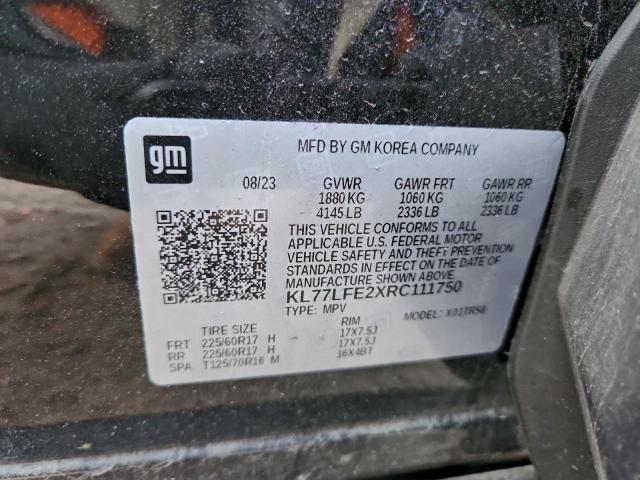 gm
MFD BY GM KOREA COMPANY
08/23 GVWR GAWR FRT GAWR RR
1880 KG 1060 KG 1060 KG
4145 LB 2336 LB 2336 LB
THIS VEHICLE CONFORMS TO ALL
APPLICABLE U.S. FEDERAL MOTOR
VEHICLE SAFETY AND THEFT PREVENTION
STANDARDS IN EFFECT ON THE DATE OF
MANUFACTURE SHOWN ABOVE.
KL77LFE2XRC111750
TYPE: MPV MODEL: X01TR58
TIRE SIZE RIM
FRT 225/60R17 H 17X7.5J
RR 225/60R17 H 17X7.5J
SPA T125/70R16 M 16X4BT